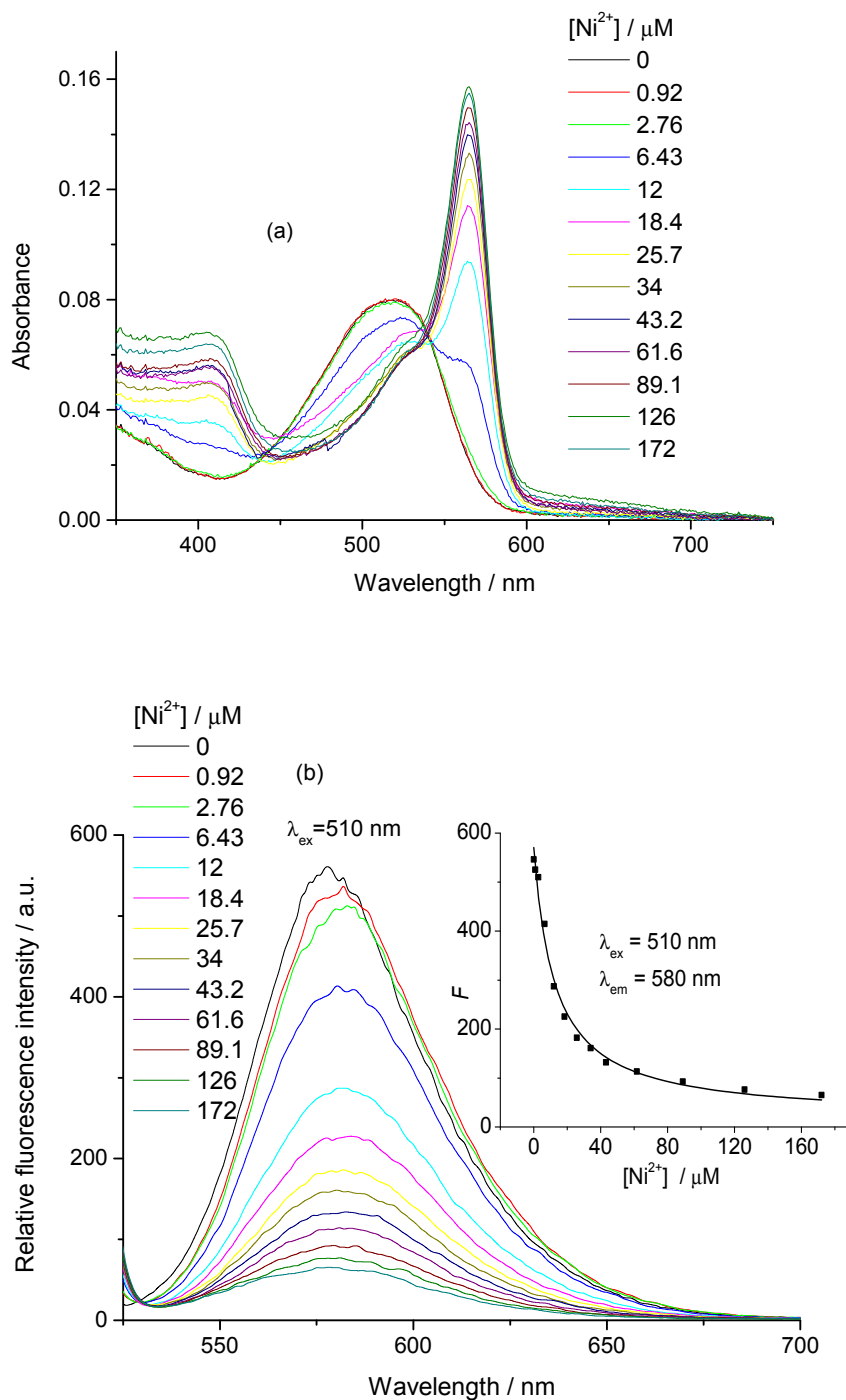 [Ni²⁺] / μM
0
0.92
2.76
6.43
12
18.4
25.7
34
43.2
61.6
89.1
126
172
(a)
0.16
0.12
0.08
0.04
0.00
Absorbance
400 500 600 700
Wavelength / nm
[Ni²⁺] / μM
0
0.92
2.76
6.43
12
18.4
25.7
34
43.2
61.6
89.1
126
172
(b)
λex=510 nm
600
400
200
0
Relative fluorescence intensity / a.u.
550 600 650 700
Wavelength / nm
600
400
200
0
F
λex = 510 nm
λem = 580 nm
0 40 80 120 160
[Ni²⁺] / μM